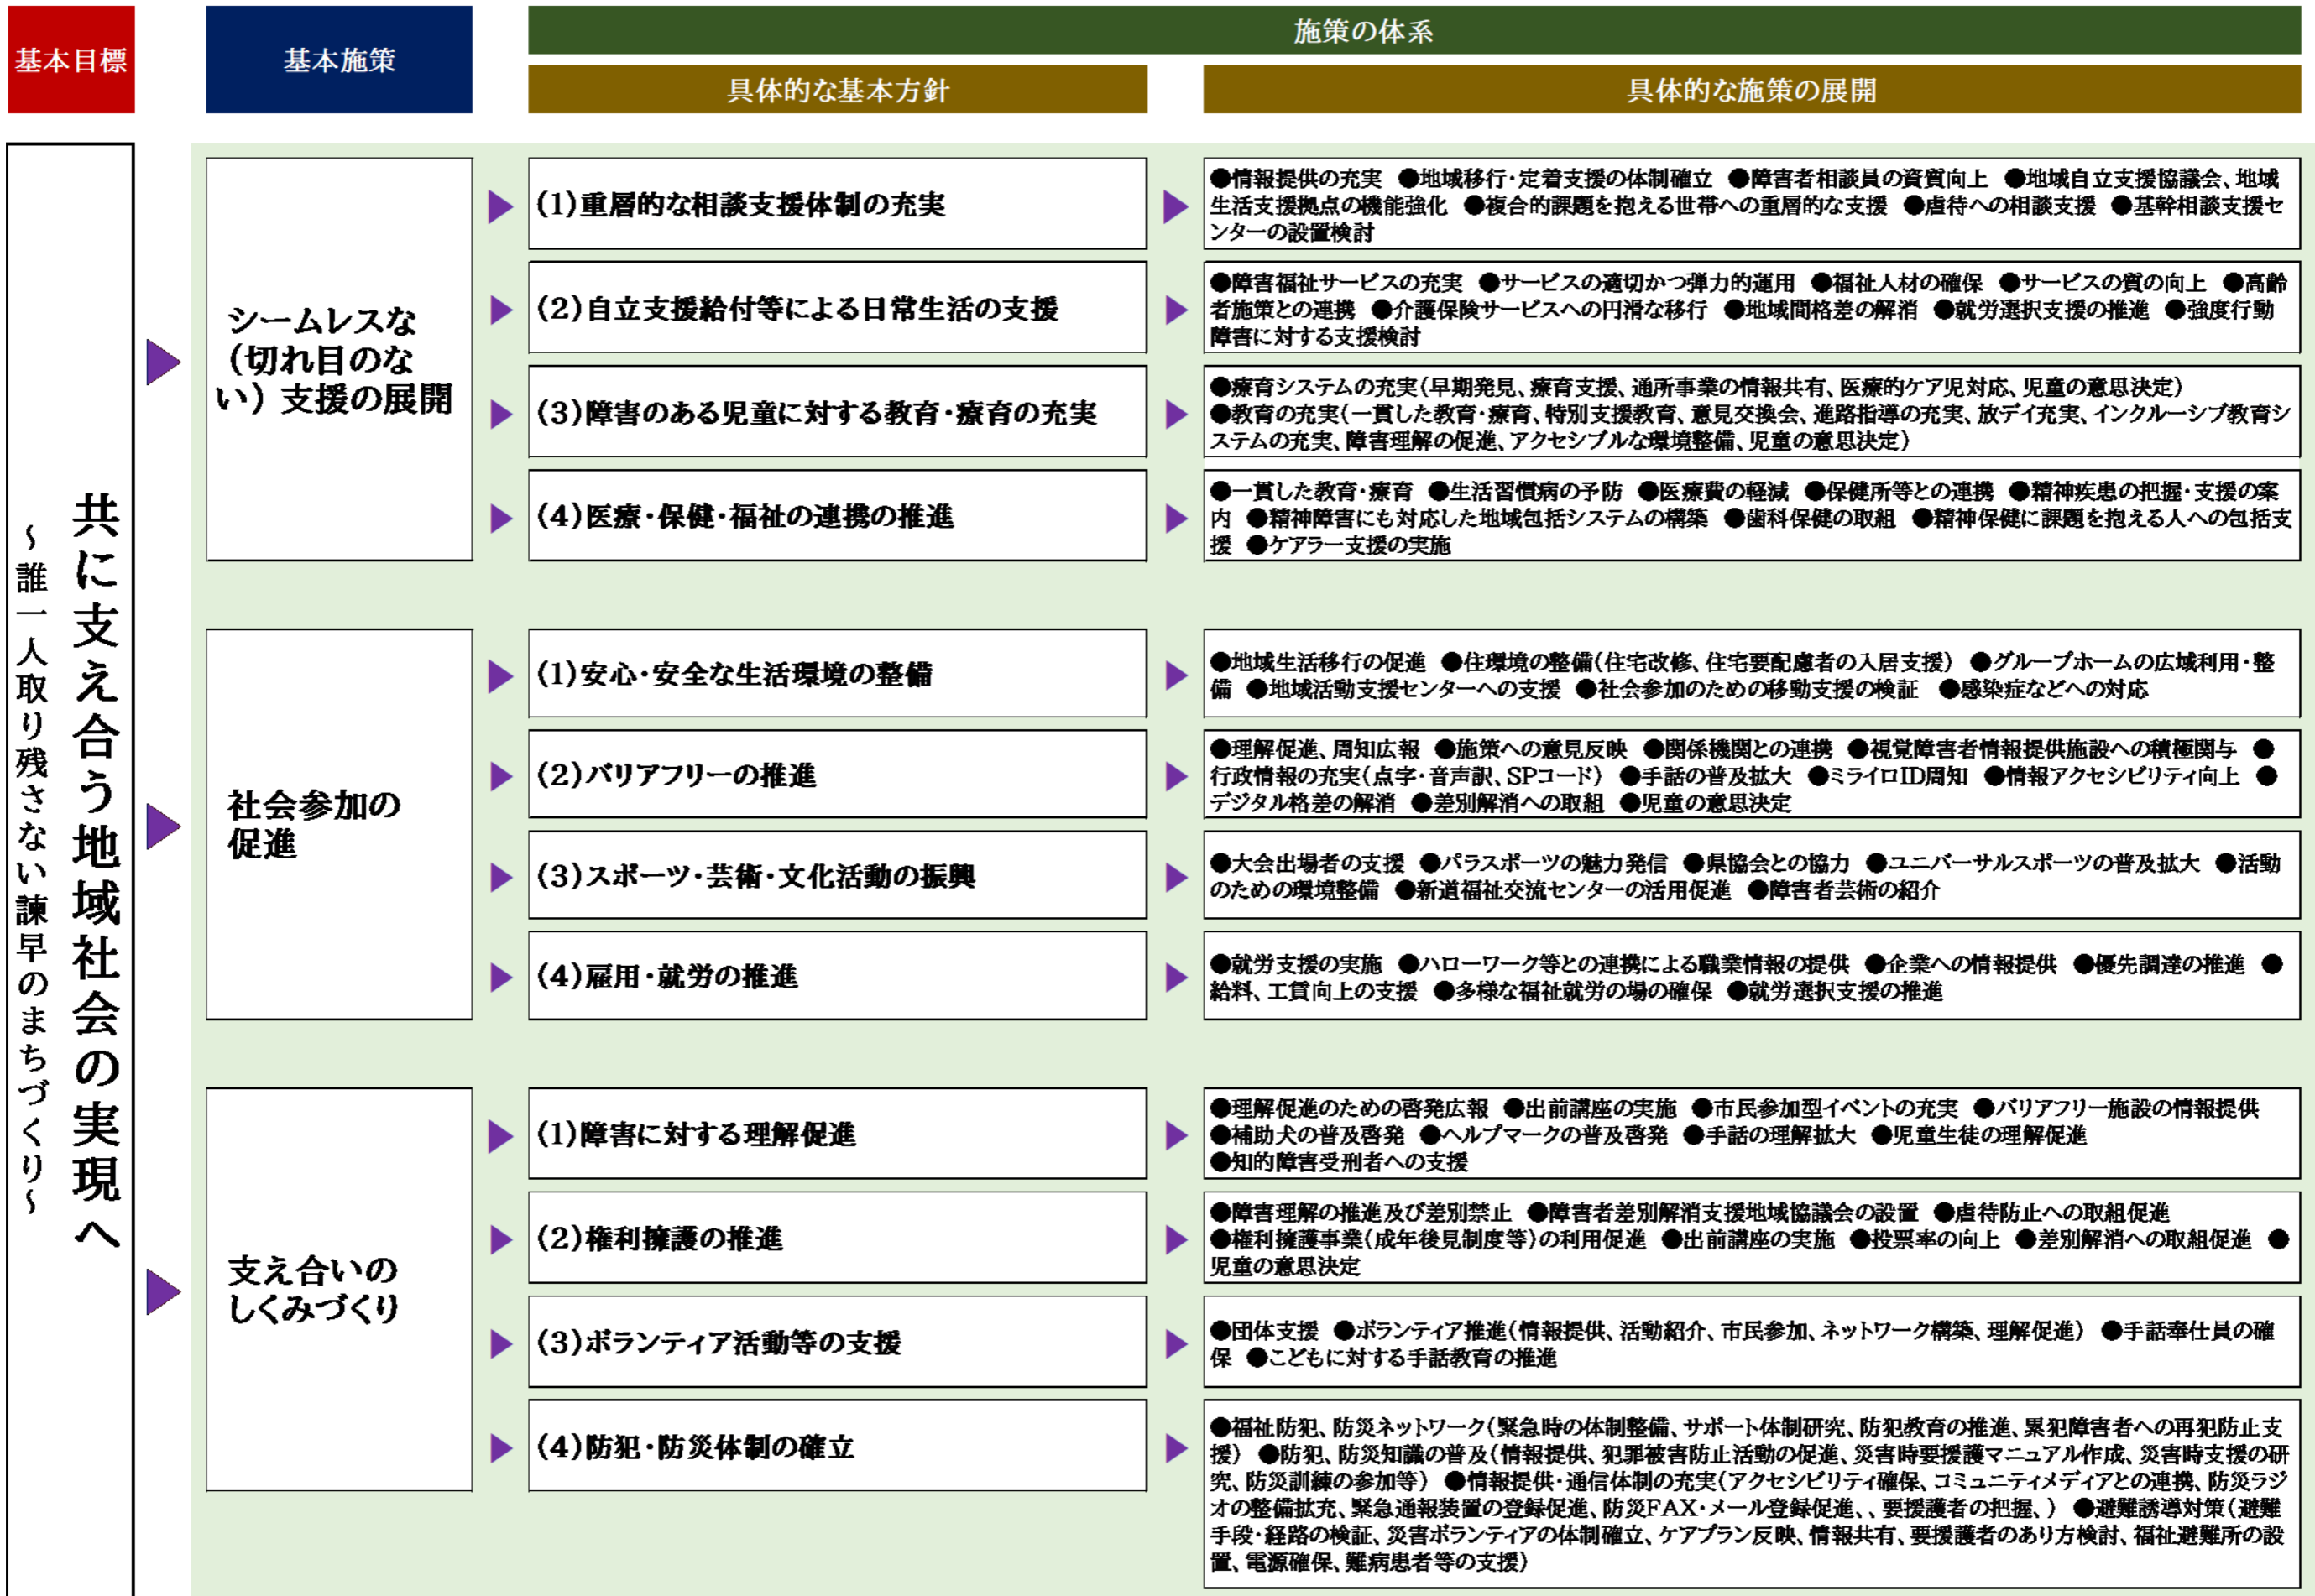 基本目標
基本施策
施策の体系
具体的な基本方針
具体的な施策の展開
共に支え合う地域社会の実現へ
~誰一人取り残さない諫早のまちづくり~
シームレスな
(切れ目のな
い)支援の展開
(1)重層的な相談支援体制の充実
●情報提供の充実 ●地域移行・定着支援の体制確立 ●障害者相談員の資質向上 ●地域自立支援協議会、地域
生活支援拠点の機能強化 ●複合的課題を抱える世帯への重層的な支援 ●虐待への相談支援 ●基幹相談支援セ
ンターの設置検討
(2)自立支援給付等による日常生活の支援
●障害福祉サービスの充実 ●サービスの適切かつ弾力的運用 ●福祉人材の確保 ●サービスの質の向上 ●高齢
者施策との連携 ●介護保険サービスへの円滑な移行 ●地域間格差の解消 ●就労選択支援の推進 ●強度行動
障害に対する支援検討
(3)障害のある児童に対する教育・療育の充実
●療育システムの充実(早期発見、療育支援、通所事業の情報共有、医療的ケア児対応、児童の意思決定)
●教育の充実(一貫した教育・療育、特別支援教育、意見交換会、進路指導の充実、放デイ充実、インクルーシブ教育シ
ステムの充実、障害理解の促進、アクセシブルな環境整備、児童の意思決定)
(4)医療・保健・福祉の連携の推進
●一貫した教育・療育 ●生活習慣病の予防 ●医療費の軽減 ●保健所等との連携 ●精神疾患の把握・支援の案
内 ●精神障害にも対応した地域包括システムの構築 ●歯科保健の取組 ●精神保健に課題を抱える人への包括支
援 ●ケアラー支援の実施
社会参加の
促進
(1)安心・安全な生活環境の整備
●地域生活移行の促進 ●住環境の整備(住宅改修、住宅要配慮者の入居支援) ●グループホームの広域利用・整
備 ●地域活動支援センターへの支援 ●社会参加のための移動支援の検証 ●感染症などへの対応
(2)バリアフリーの推進
●理解促進、周知広報 ●施策への意見反映 ●関係機関との連携 ●視覚障害者情報提供施設への積極関与 ●
行政情報の充実(点字・音声訳、SPコード) ●手話の普及拡大 ●ミライロID周知 ●情報アクセシビリティ向上 ●
デジタル格差の解消 ●差別解消への取組 ●児童の意思決定
(3)スポーツ・芸術・文化活動の振興
●大会出場者の支援 ●パラスポーツの魅力発信 ●県協会との協力 ●ユニバーサルスポーツの普及拡大 ●活動
のための環境整備 ●新道福祉交流センターの活用促進 ●障害者芸術の紹介
(4)雇用・就労の推進
●就労支援の実施 ●ハローワーク等との連携による職業情報の提供 ●企業への情報提供 ●優先調達の推進 ●
給料、工賃向上の支援 ●多様な福祉就労の場の確保 ●就労選択支援の推進
支え合いの
しくみづくり
(1)障害に対する理解促進
●理解促進のための啓発広報 ●出前講座の実施 ●市民参加型イベントの充実 ●バリアフリー施設の情報提供
●補助犬の普及啓発 ●ヘルプマークの普及啓発 ●手話の理解拡大 ●児童生徒の理解促進
●知的障害受刑者への支援
(2)権利擁護の推進
●障害理解の推進及び差別禁止 ●障害者差別解消支援地域協議会の設置 ●虐待防止への取組促進
●権利擁護事業(成年後見制度等)の利用促進 ●出前講座の実施 ●投票率の向上 ●差別解消への取組促進 ●
児童の意思決定
(3)ボランティア活動等の支援
●団体支援 ●ボランティア推進(情報提供、活動紹介、市民参加、ネットワーク構築、理解促進) ●手話奉仕員の確
保 ●こどもに対する手話教育の推進
(4)防犯・防災体制の確立
●福祉防犯、防災ネットワーク(緊急時の体制整備、サポート体制研究、防犯教育の推進、累犯障害者への再犯防止支
援) ●防犯、防災知識の普及(情報提供、犯罪被害防止活動の促進、災害時要援護マニュアル作成、災害時支援の研
究、防災訓練の参加等) ●情報提供・通信体制の充実(アクセシビリティ確保、コミュニティメディアとの連携、防災ラジ
オの整備拡充、緊急通報装置の登録促進、防災FAX・メール登録促進、、要援護者の把握、) ●避難誘導対策(避難
手段・経路の検証、災害ボランティアの体制確立、ケアプラン反映、情報共有、要援護者のあり方検討、福祉避難所の設
置、電源確保、難病患者等の支援)